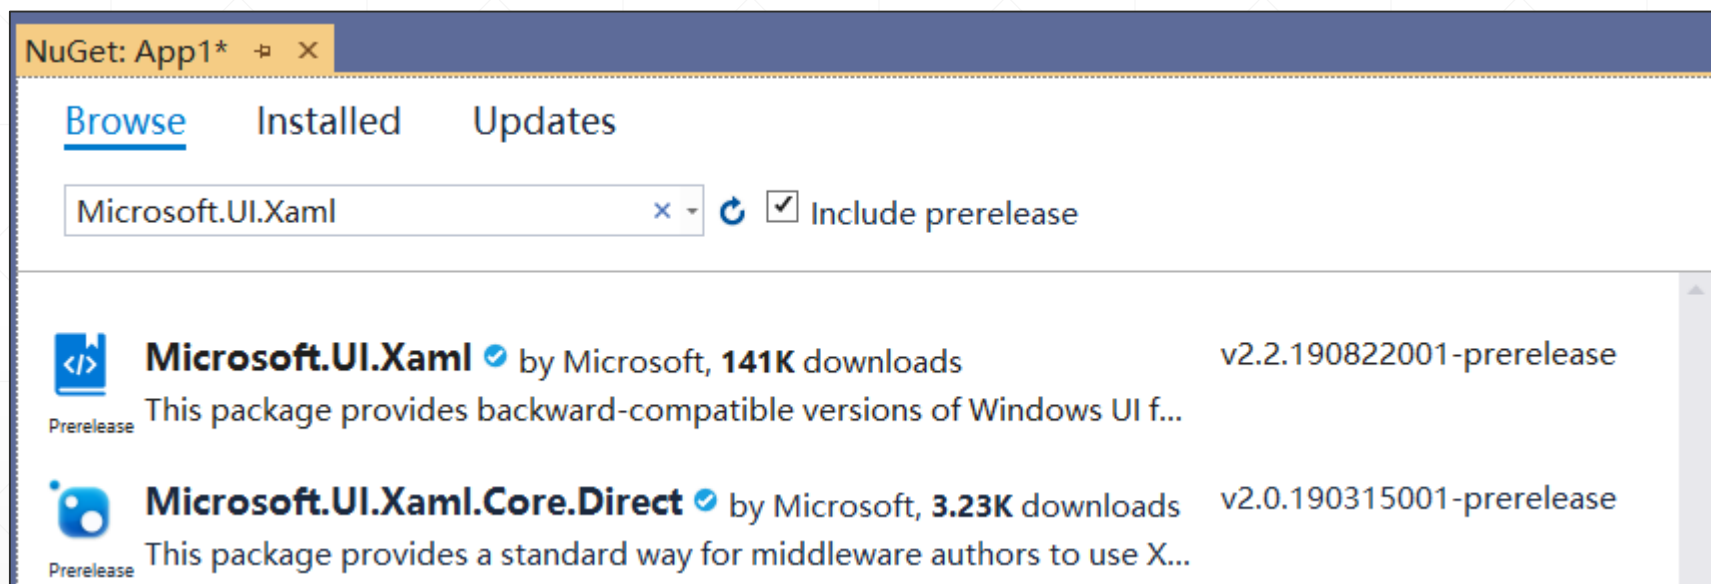 NuGet: App1*
Browse Installed Updates
Microsoft.UI.Xaml Include prerelease
Microsoft.UI.Xaml by Microsoft, 141K downloads v2.2.190822001-prerelease
This package provides backward-compatible versions of Windows UI f...
Prerelease
Microsoft.UI.Xaml.Core.Direct by Microsoft, 3.23K downloads v2.0.190315001-prerelease
This package provides a standard way for middleware authors to use X...
Prerelease